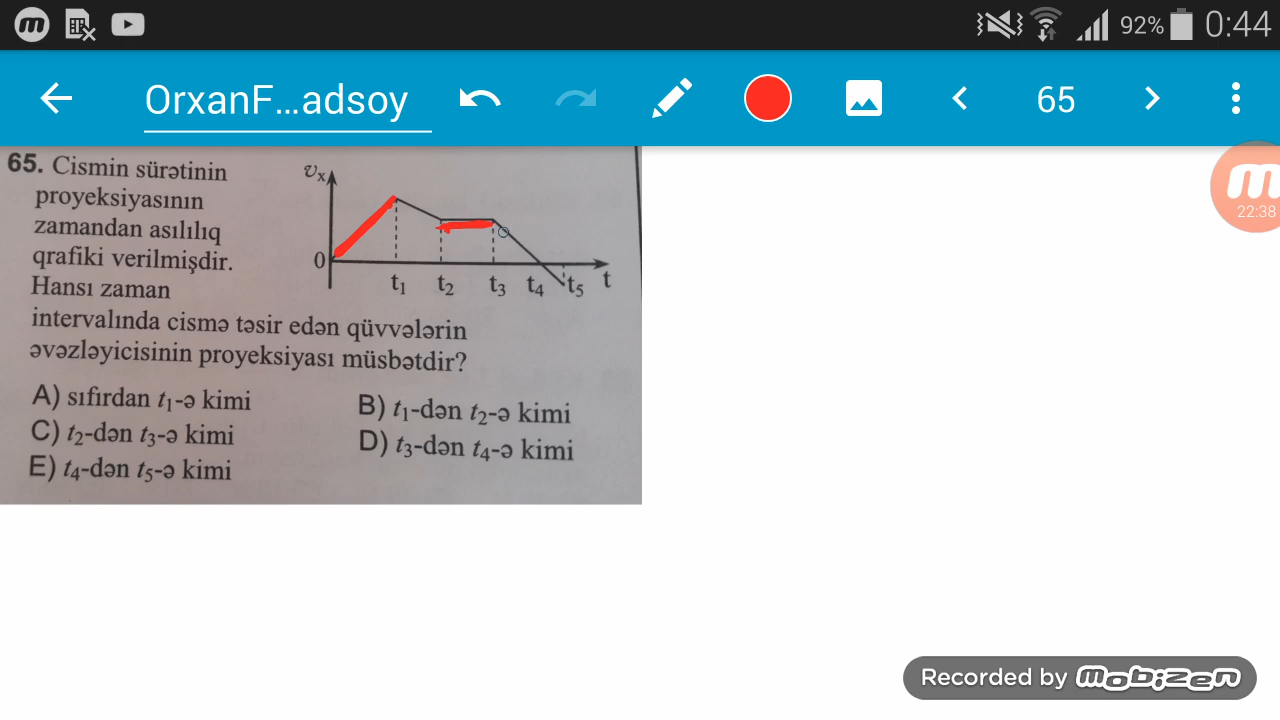 92% 0:44
OrxanF...adsoy 65
22:38
65. Cismin sürətinin
proyeksiyasının
zamandan asılılıq
qrafiki verilmişdir.
Hansı zaman
intervalında cismə təsir edən qüvvələrin
əvəzləyicisinin proyeksiyası müsbətdir?
υx
0
t1 t2 t3 t4 t5 t
A) sıfırdan t1-ə kimi
B) t1-dən t2-ə kimi
C) t2-dən t3-ə kimi
D) t3-dən t4-ə kimi
E) t4-dən t5-ə kimi
Recorded by mobizen